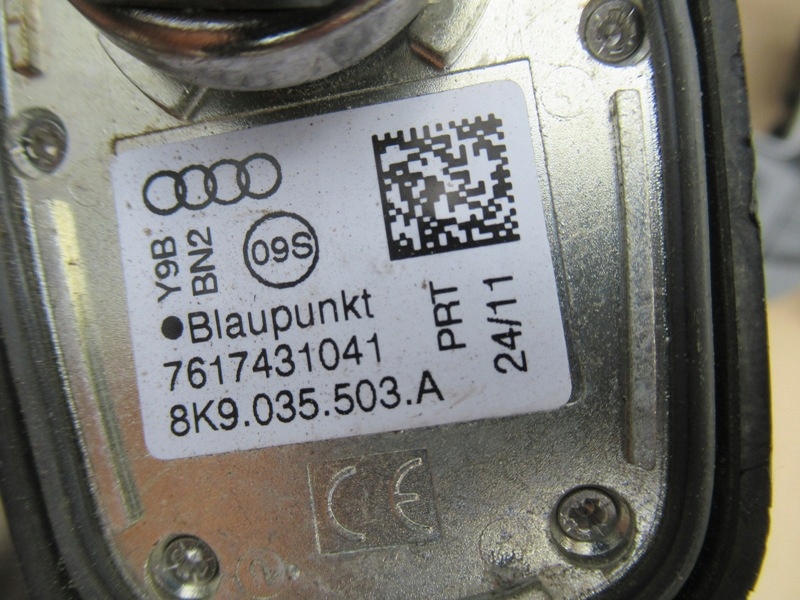 Y9B
BN2
09S
Blaupunkt
7617431041
8K9.035.503.A
PRT
24/11
CE